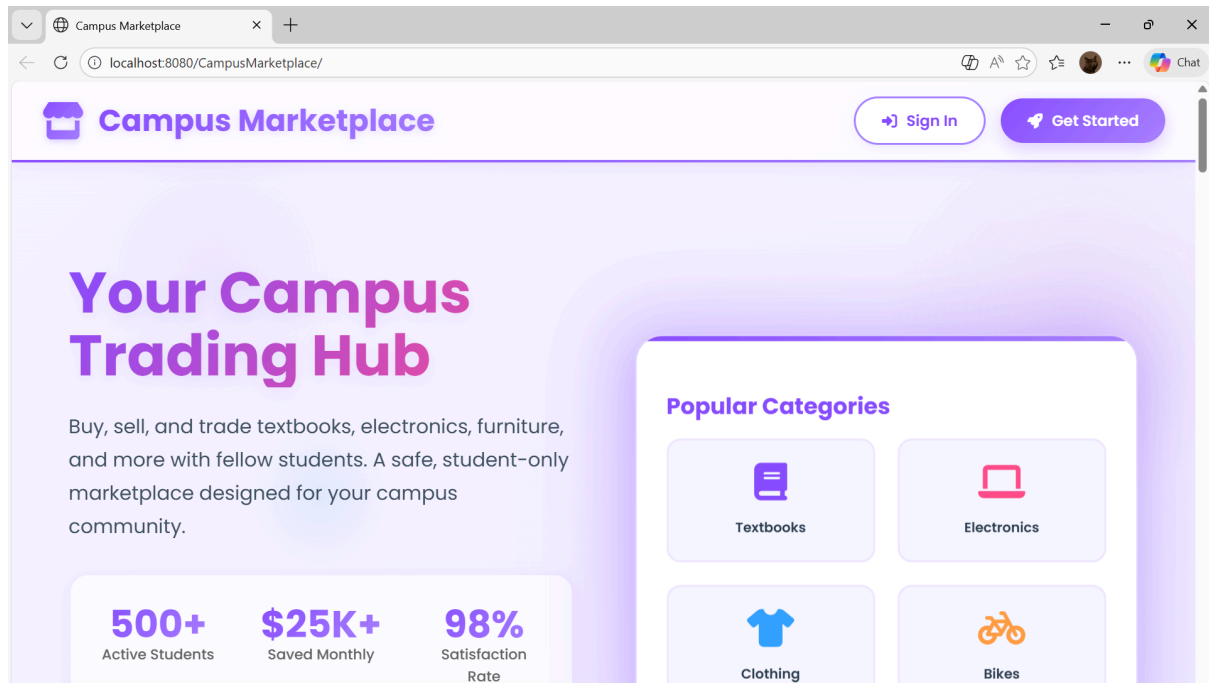 Campus Marketplace
localhost:8080/CampusMarketplace/
Chat
Campus Marketplace
Sign In
Get Started
Your Campus
Trading Hub
Buy, sell, and trade textbooks, electronics, furniture,
and more with fellow students. A safe, student-only
marketplace designed for your campus
community.
500+
Active Students
$25K+
Saved Monthly
98%
Satisfaction
Rate
Popular Categories
Textbooks
Electronics
Clothing
Bikes